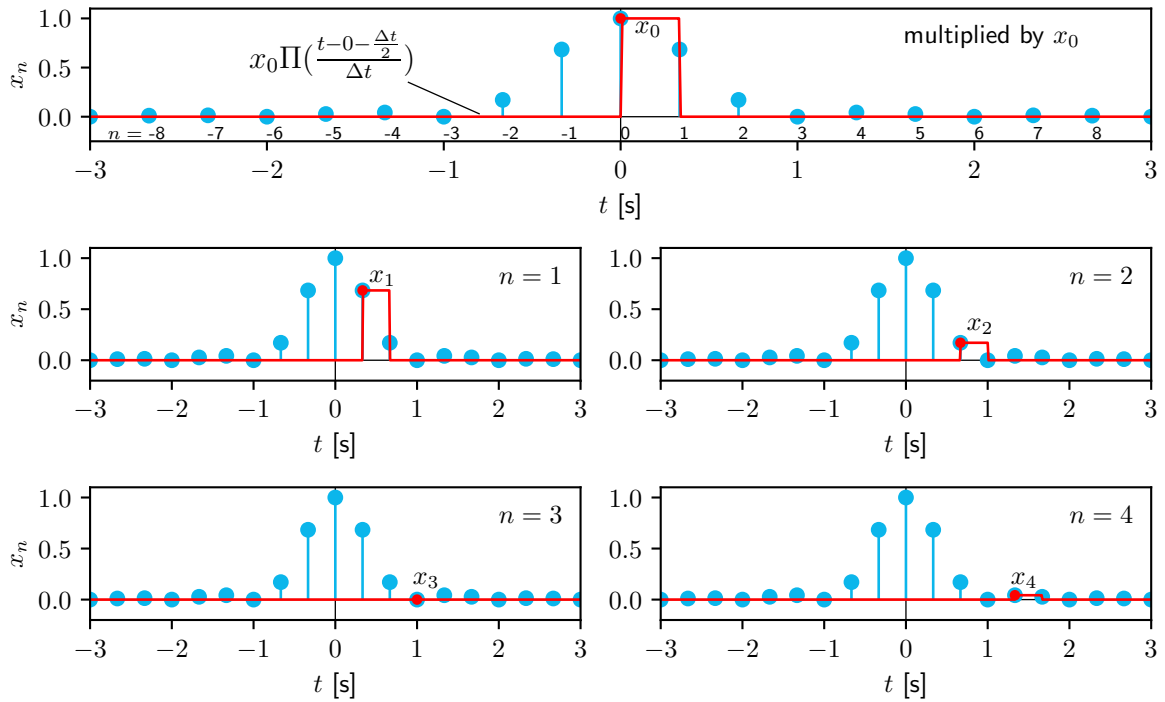 1.0
0.5
0.0
x_n
x_0
multiplied by x_0
x_0Π((t−0−Δt/2)/Δt)
n = -8 -7 -6 -5 -4 -3 -2 -1 0 1 2 3 4 5 6 7 8
−3 −2 −1 0 1 2 3
t [s]
1.0
0.5
0.0
x_n
x_1
n = 1
−3 −2 −1 0 1 2 3
t [s]
1.0
0.5
0.0
x_2
n = 2
−3 −2 −1 0 1 2 3
t [s]
1.0
0.5
0.0
x_n
x_3
n = 3
−3 −2 −1 0 1 2 3
t [s]
1.0
0.5
0.0
x_4
n = 4
−3 −2 −1 0 1 2 3
t [s]